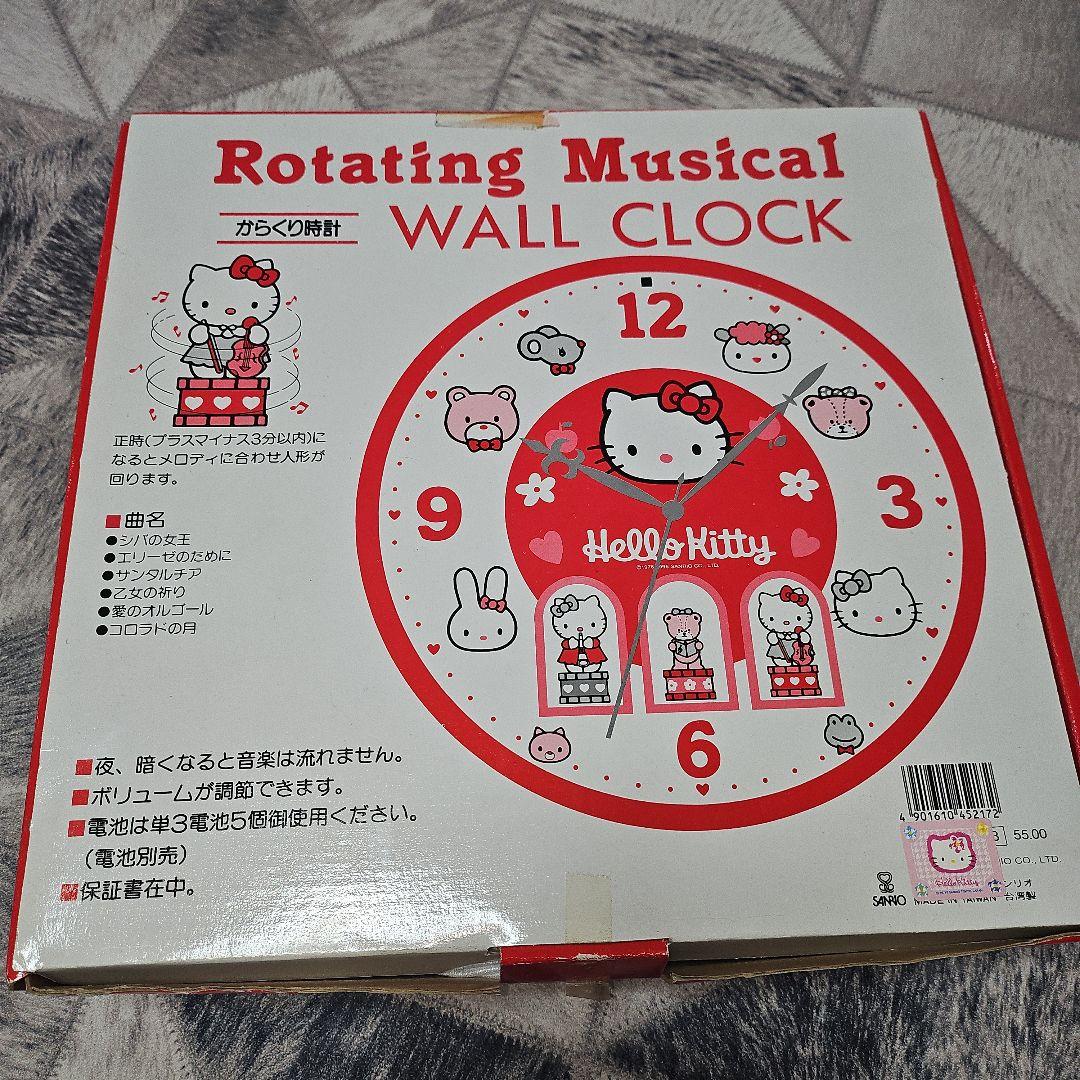 Rotating Musical
からくり時計
WALL CLOCK
正時(プラスマイナス3分以内)に
なるとメロディに合わせ人形が
回ります。
■曲名
●シバの女王
●エリーゼのために
●サンタルチア
●乙女の祈り
●愛のオルゴール
●コロラドの月
12
9
3
Hello Kitty
6
■夜、暗くなると音楽は流れません。
■ボリュームが調節できます。
■電池は単3電池5個御使用ください。
(電池別売)
■保証書在中。
4 901610 452172
55.00
CO., LTD.
Hello Kitty
ンリオ
SANRIO MADE IN TAIWAN 台湾製